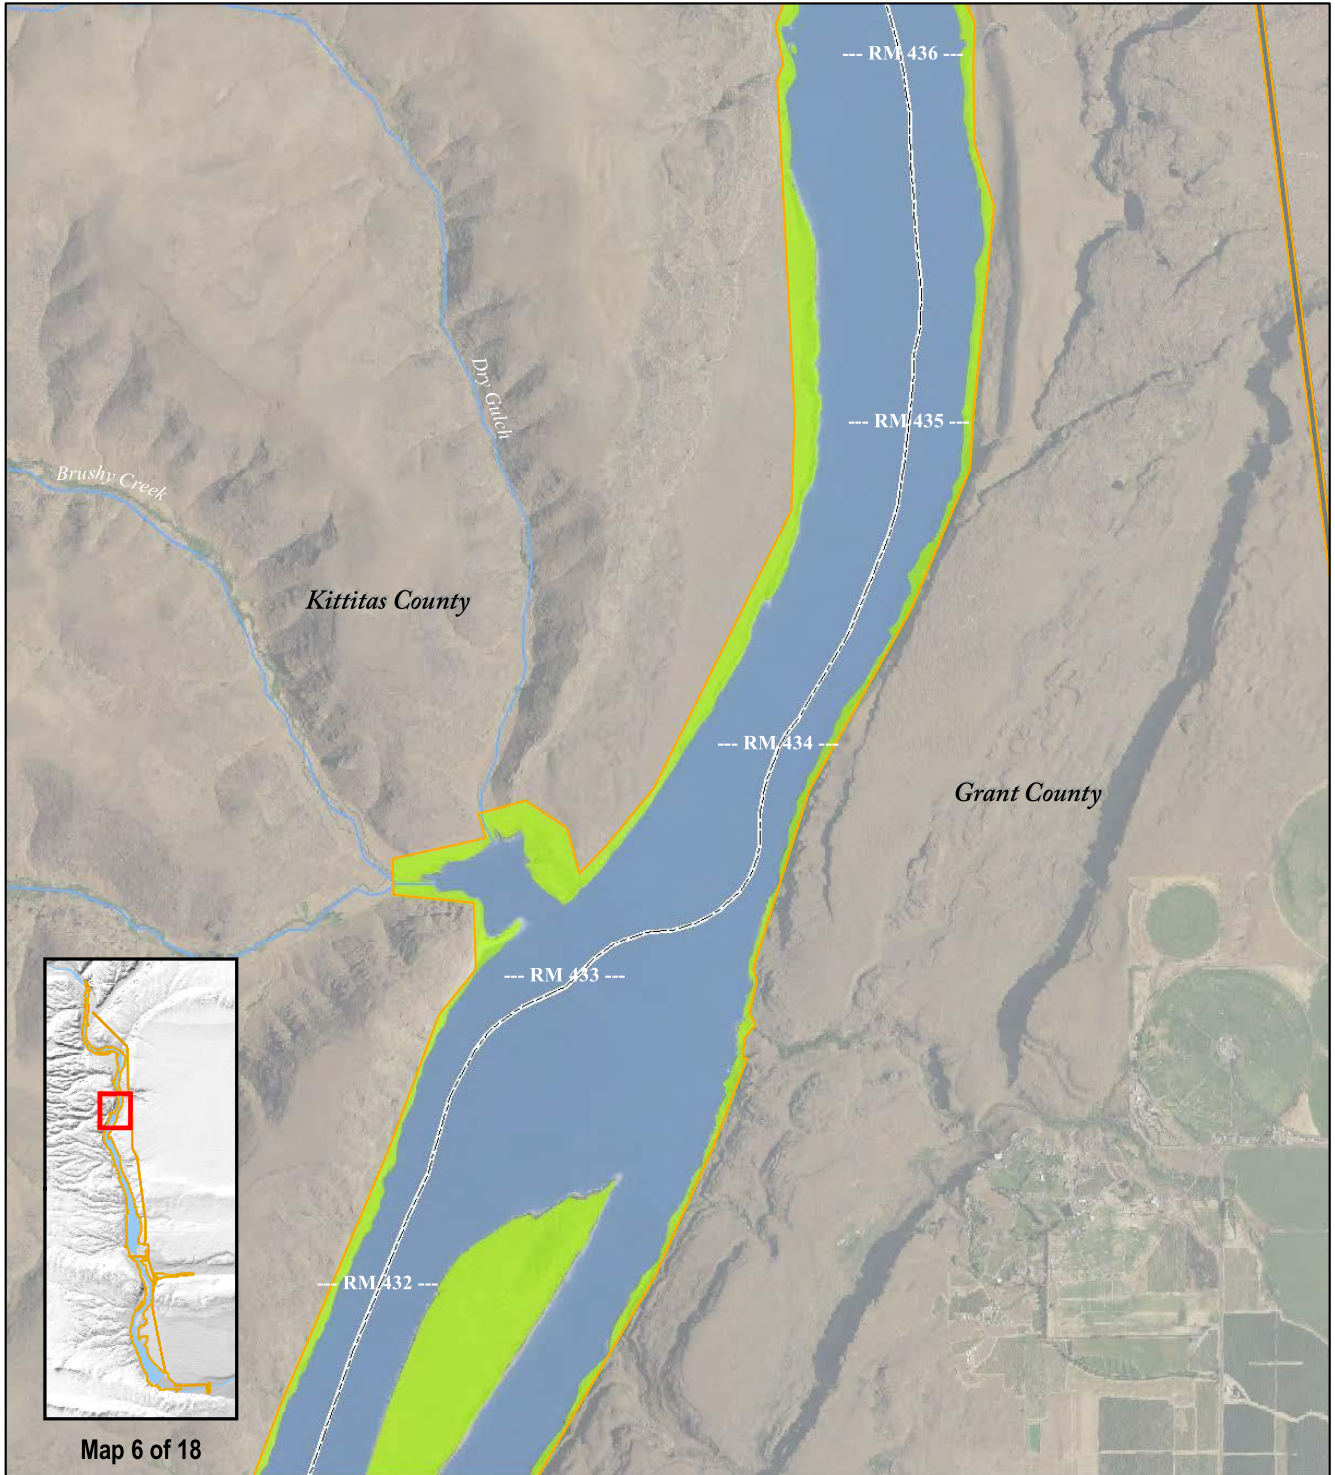 --- RM 436 ---
Dry Gulch
--- RM 435 ---
Brushy Creek
Kittitas County
--- RM 434 ---
Grant County
--- RM 433 ---
--- RM 432 ---
Map 6 of 18